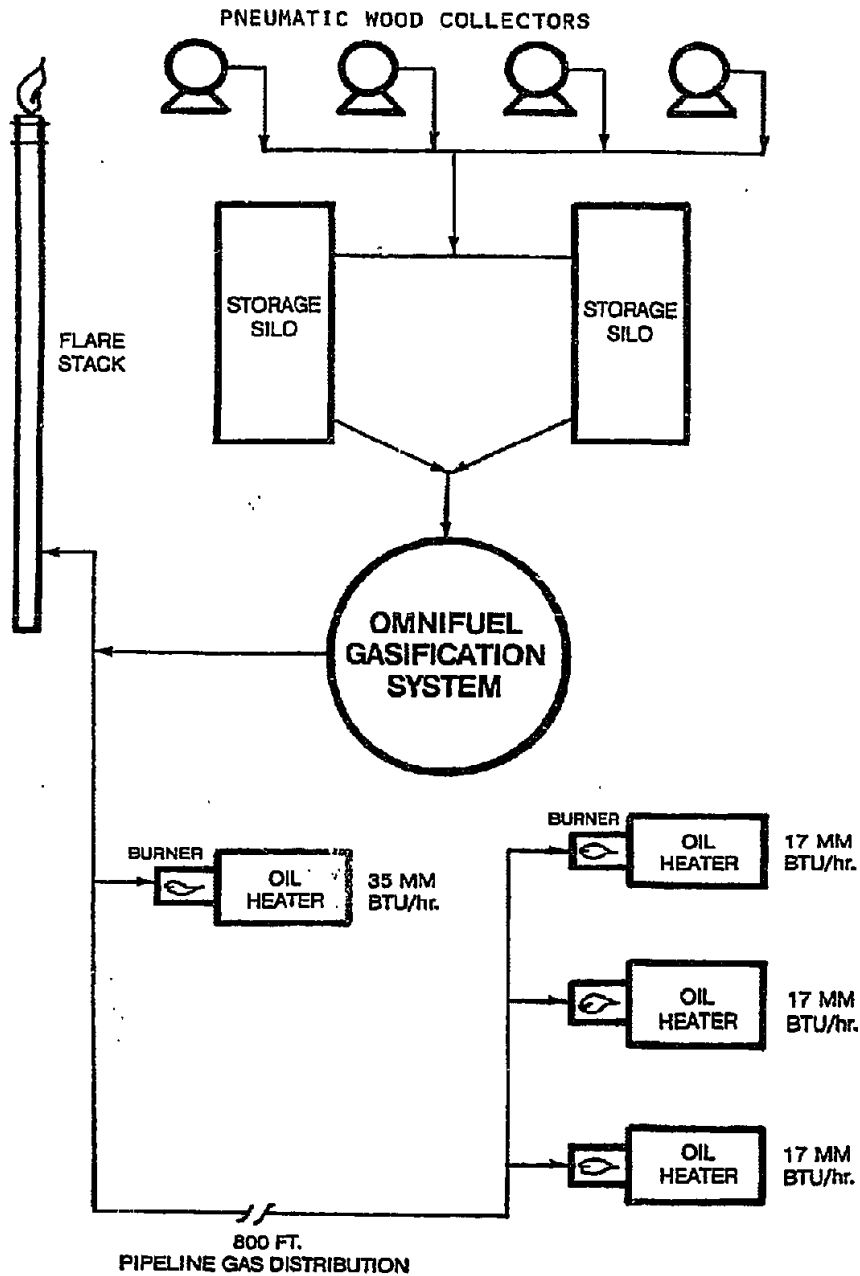 PNEUMATIC WOOD COLLECTORS
STORAGE
SILO
STORAGE
SILO
FLARE
STACK
OMNIFUEL
GASIFICATION
SYSTEM
BURNER
OIL
HEATER
35 MM
BTU/hr.
BURNER
OIL
HEATER
17 MM
BTU/hr.
OIL
HEATER
17 MM
BTU/hr.
OIL
HEATER
17 MM
BTU/hr.
800 FT.
PIPELINE GAS DISTRIBUTION